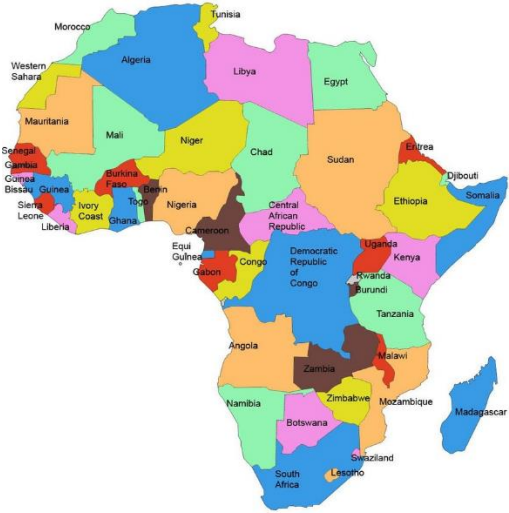 Tunisia
Morocco
Algeria
Western
Sahara
Libya
Egypt
Mauritania
Mali
Niger
Chad
Sudan
Eritrea
Senegal
Gambia
Guinea
Bissau
Guinea
Burkina
Faso
Benin
Djibouti
Somalia
Sierra
Leone
Ivory
Coast
Togo
Ghana
Nigeria
Central
African
Republic
Ethiopia
Liberia
Cameroon
Equi
Guinea
Gabon
Congo
Democratic
Republic
of
Congo
Uganda
Kenya
Rwanda
Burundi
Tanzania
Angola
Zambia
Malawi
Namibia
Zimbabwe
Mozambique
Botswana
Madagascar
Swaziland
South
Africa
Lesotho